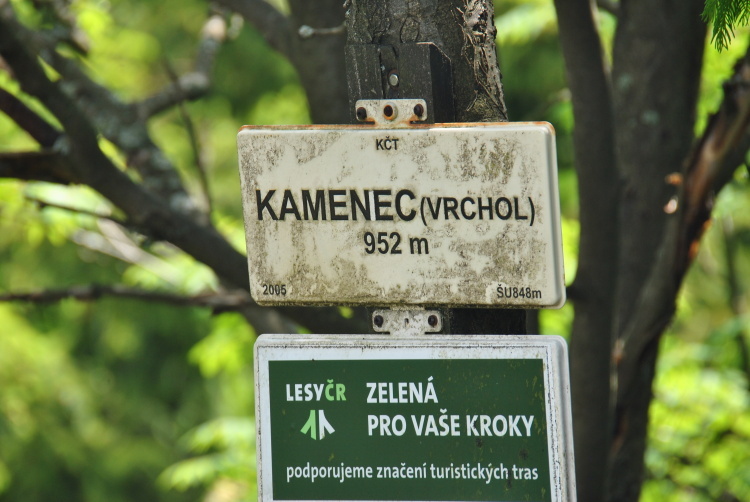 KČT
KAMENEC (VRCHOL)
952 m
2005 ŠU848m
LESYČR
ZELENÁ
PRO VAŠE KROKY
podporujeme značení turistických tras